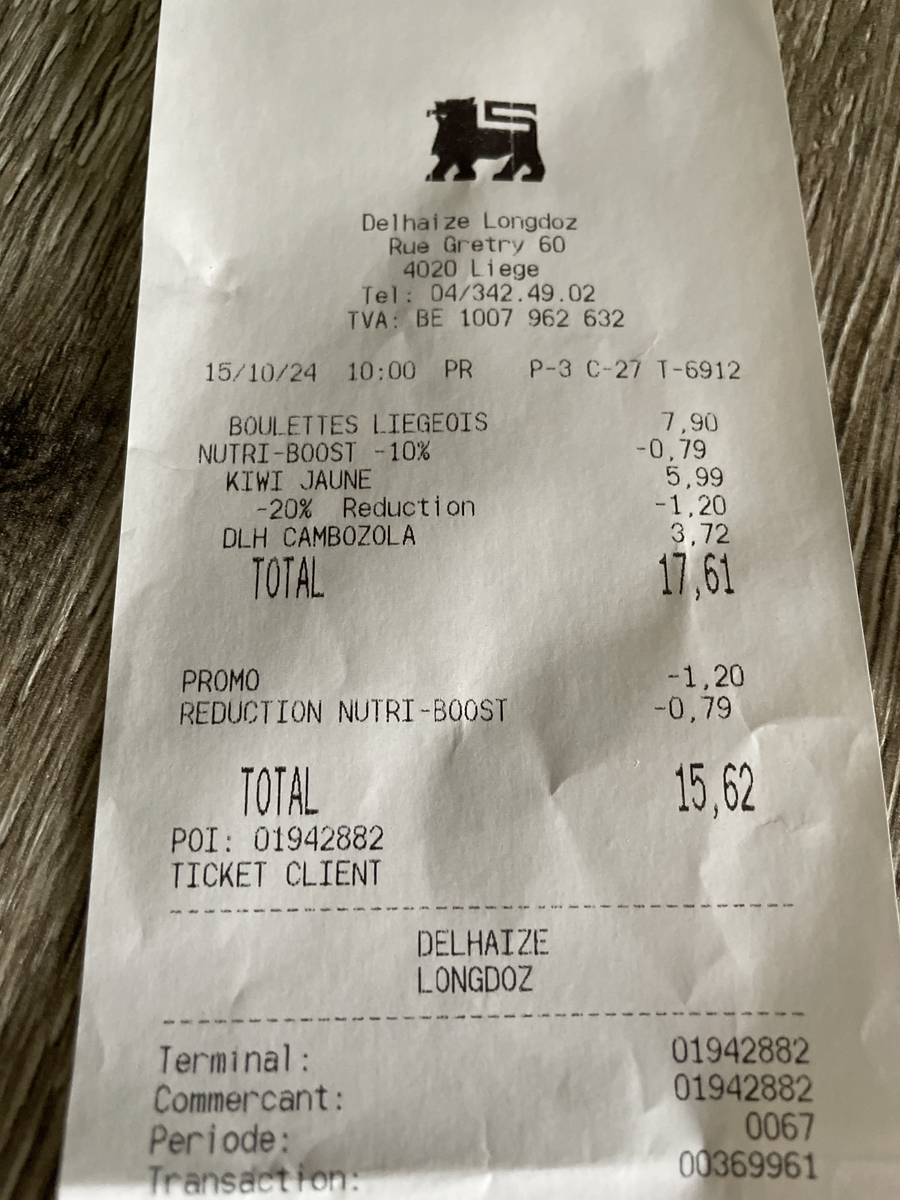 Delhaize Longdoz
Rue Gretry 60
4020 Liege
Tel: 04/342.49.02
TVA: BE 1007 962 632
15/10/24 10:00 PR P-3 C-27 T-6912
BOULETTES LIEGEOIS 7,90
NUTRI-BOOST -10% -0,79
KIWI JAUNE 5,99
-20% Reduction -1,20
DLH CAMBOZOLA 3,72
TOTAL 17,61
PROMO -1,20
REDUCTION NUTRI-BOOST -0,79
TOTAL 15,62
POI: 01942882
TICKET CLIENT
DELHAIZE
LONGDOZ
Terminal: 01942882
Commercant: 01942882
Periode: 0067
Transaction: 00369961